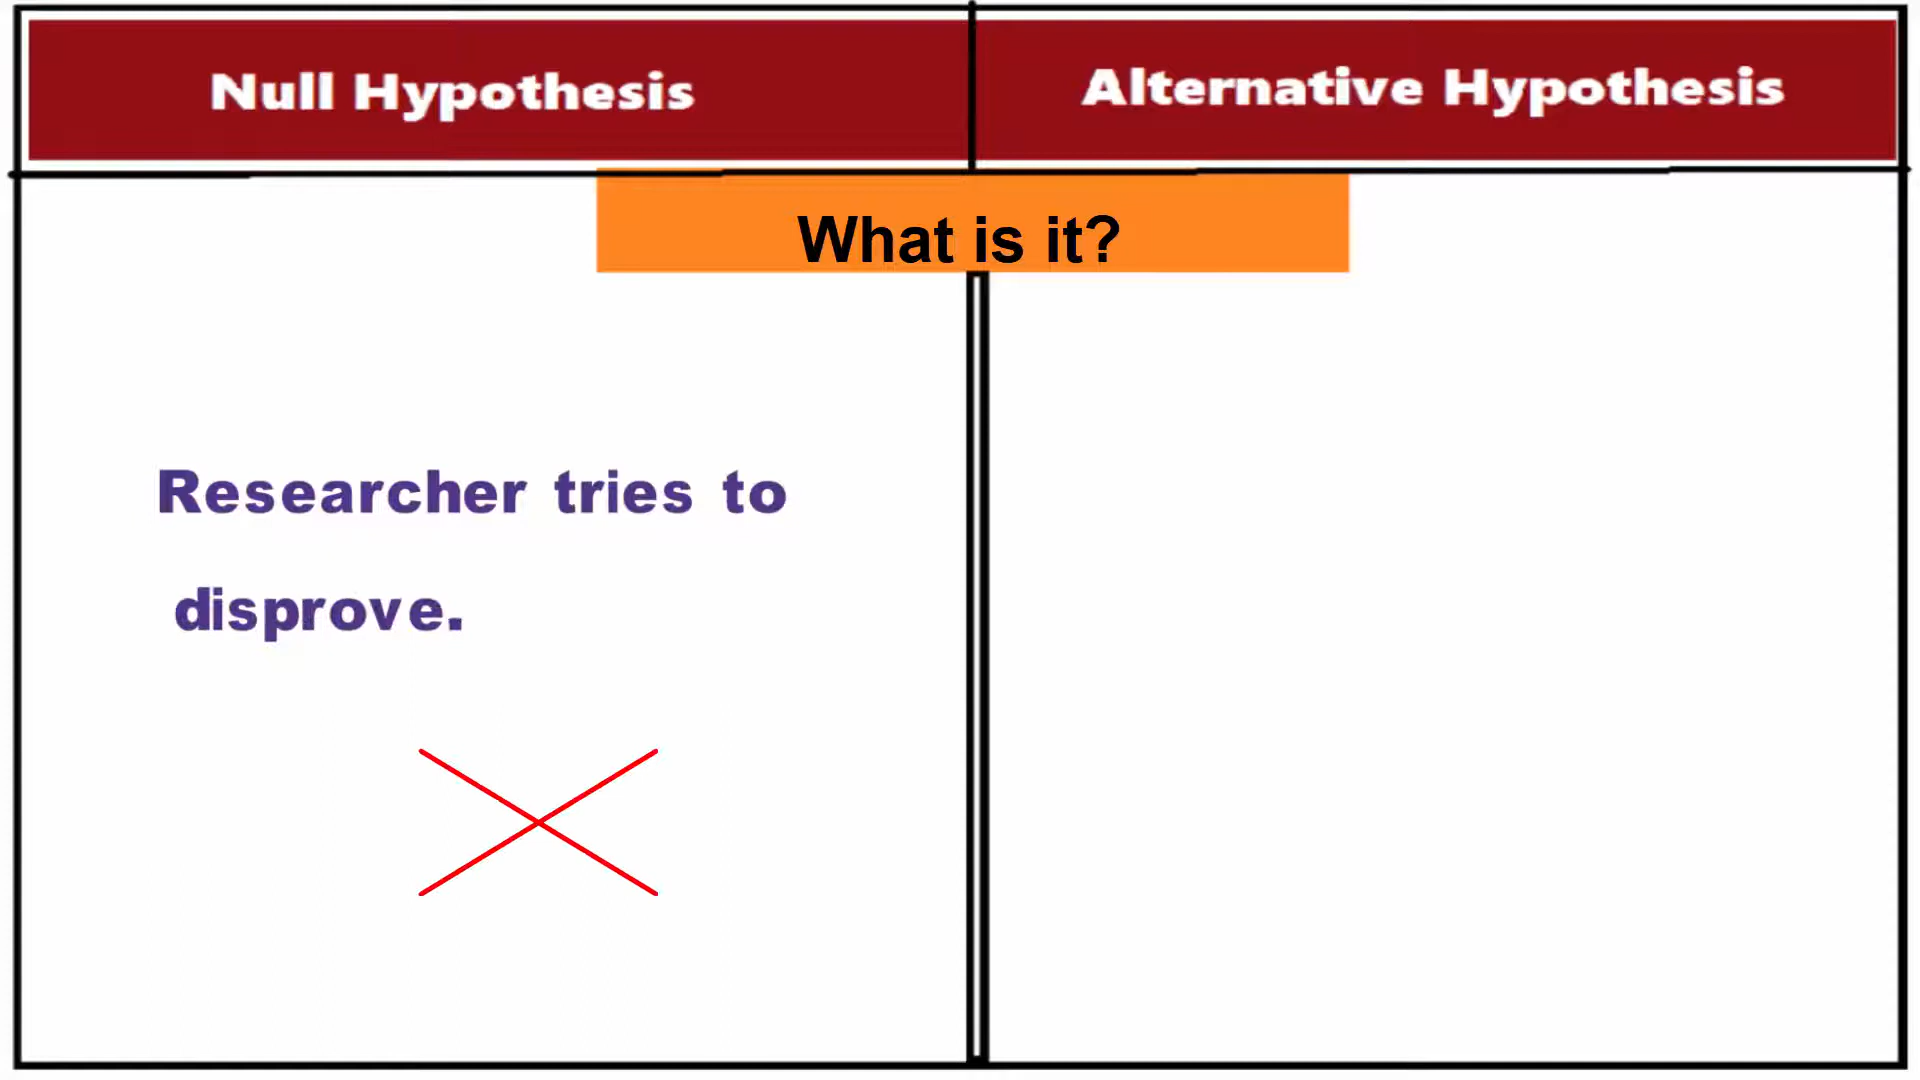 Null Hypothesis
Alternative Hypothesis
What is it?
Researcher tries to
disprove.